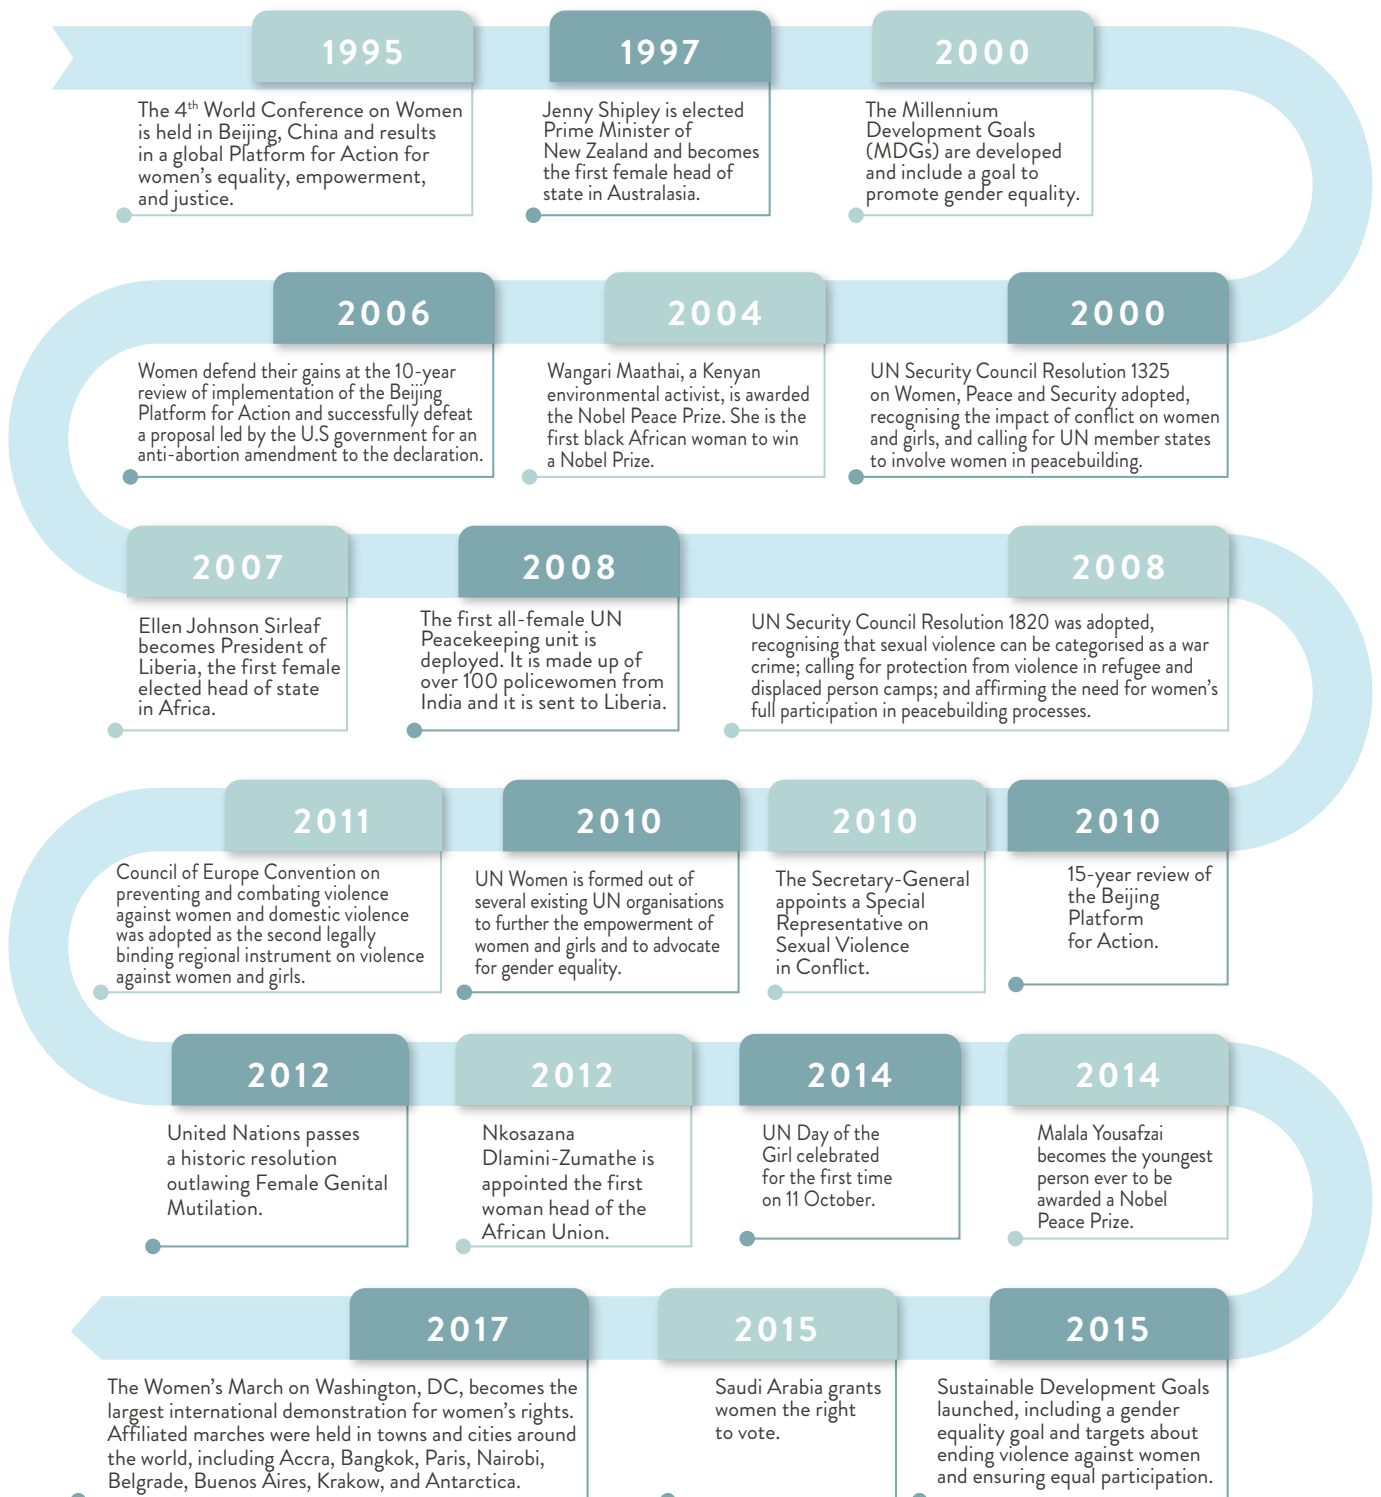 1995
The 4th World Conference on Women
is held in Beijing, China and results
in a global Platform for Action for
women's equality, empowerment,
and justice.
1997
Jenny Shipley is elected
Prime Minister of
New Zealand and becomes
the first female head of
state in Australasia.
2000
The Millennium
Development Goals
(MDGs) are developed
and include a goal to
promote gender equality.
2000
UN Security Council Resolution 1325
on Women, Peace and Security adopted,
recognising the impact of conflict on women
and girls, and calling for UN member states
to involve women in peacebuilding.
2004
Wangari Maathai, a Kenyan
environmental activist, is awarded
the Nobel Peace Prize. She is the
first black African woman to win
a Nobel Prize.
2006
Women defend their gains at the 10-year
review of implementation of the Beijing
Platform for Action and successfully defeat
a proposal led by the U.S government for an
anti-abortion amendment to the declaration.
2007
Ellen Johnson Sirleaf
becomes President of
Liberia, the first female
elected head of state
in Africa.
2008
The first all-female UN
Peacekeeping unit is
deployed. It is made up of
over 100 policewomen from
India and it is sent to Liberia.
2008
UN Security Council Resolution 1820 was adopted,
recognising that sexual violence can be categorised as a war
crime; calling for protection from violence in refugee and
displaced person camps; and affirming the need for women's
full participation in peacebuilding processes.
2010
15-year review of
the Beijing
Platform
for Action.
2010
The Secretary-General
appoints a Special
Representative on
Sexual Violence
in Conflict.
2010
UN Women is formed out of
several existing UN organisations
to further the empowerment of
women and girls and to advocate
for gender equality.
2011
Council of Europe Convention on
preventing and combating violence
against women and domestic violence
was adopted as the second legally
binding regional instrument on violence
against women and girls.
2012
United Nations passes
a historic resolution
outlawing Female Genital
Mutilation.
2012
Nkosazana
Dlamini-Zumathe is
appointed the first
woman head of the
African Union.
2014
UN Day of the
Girl celebrated
for the first time
on 11 October.
2014
Malala Yousafzai
becomes the youngest
person ever to be
awarded a Nobel
Peace Prize.
2015
Sustainable Development Goals
launched, including a gender
equality goal and targets about
ending violence against women
and ensuring equal participation.
2015
Saudi Arabia grants
women the right
to vote.
2017
The Women's March on Washington, DC, becomes the
largest international demonstration for women's rights.
Affiliated marches were held in towns and cities around
the world, including Accra, Bangkok, Paris, Nairobi,
Belgrade, Buenos Aires, Krakow, and Antarctica.